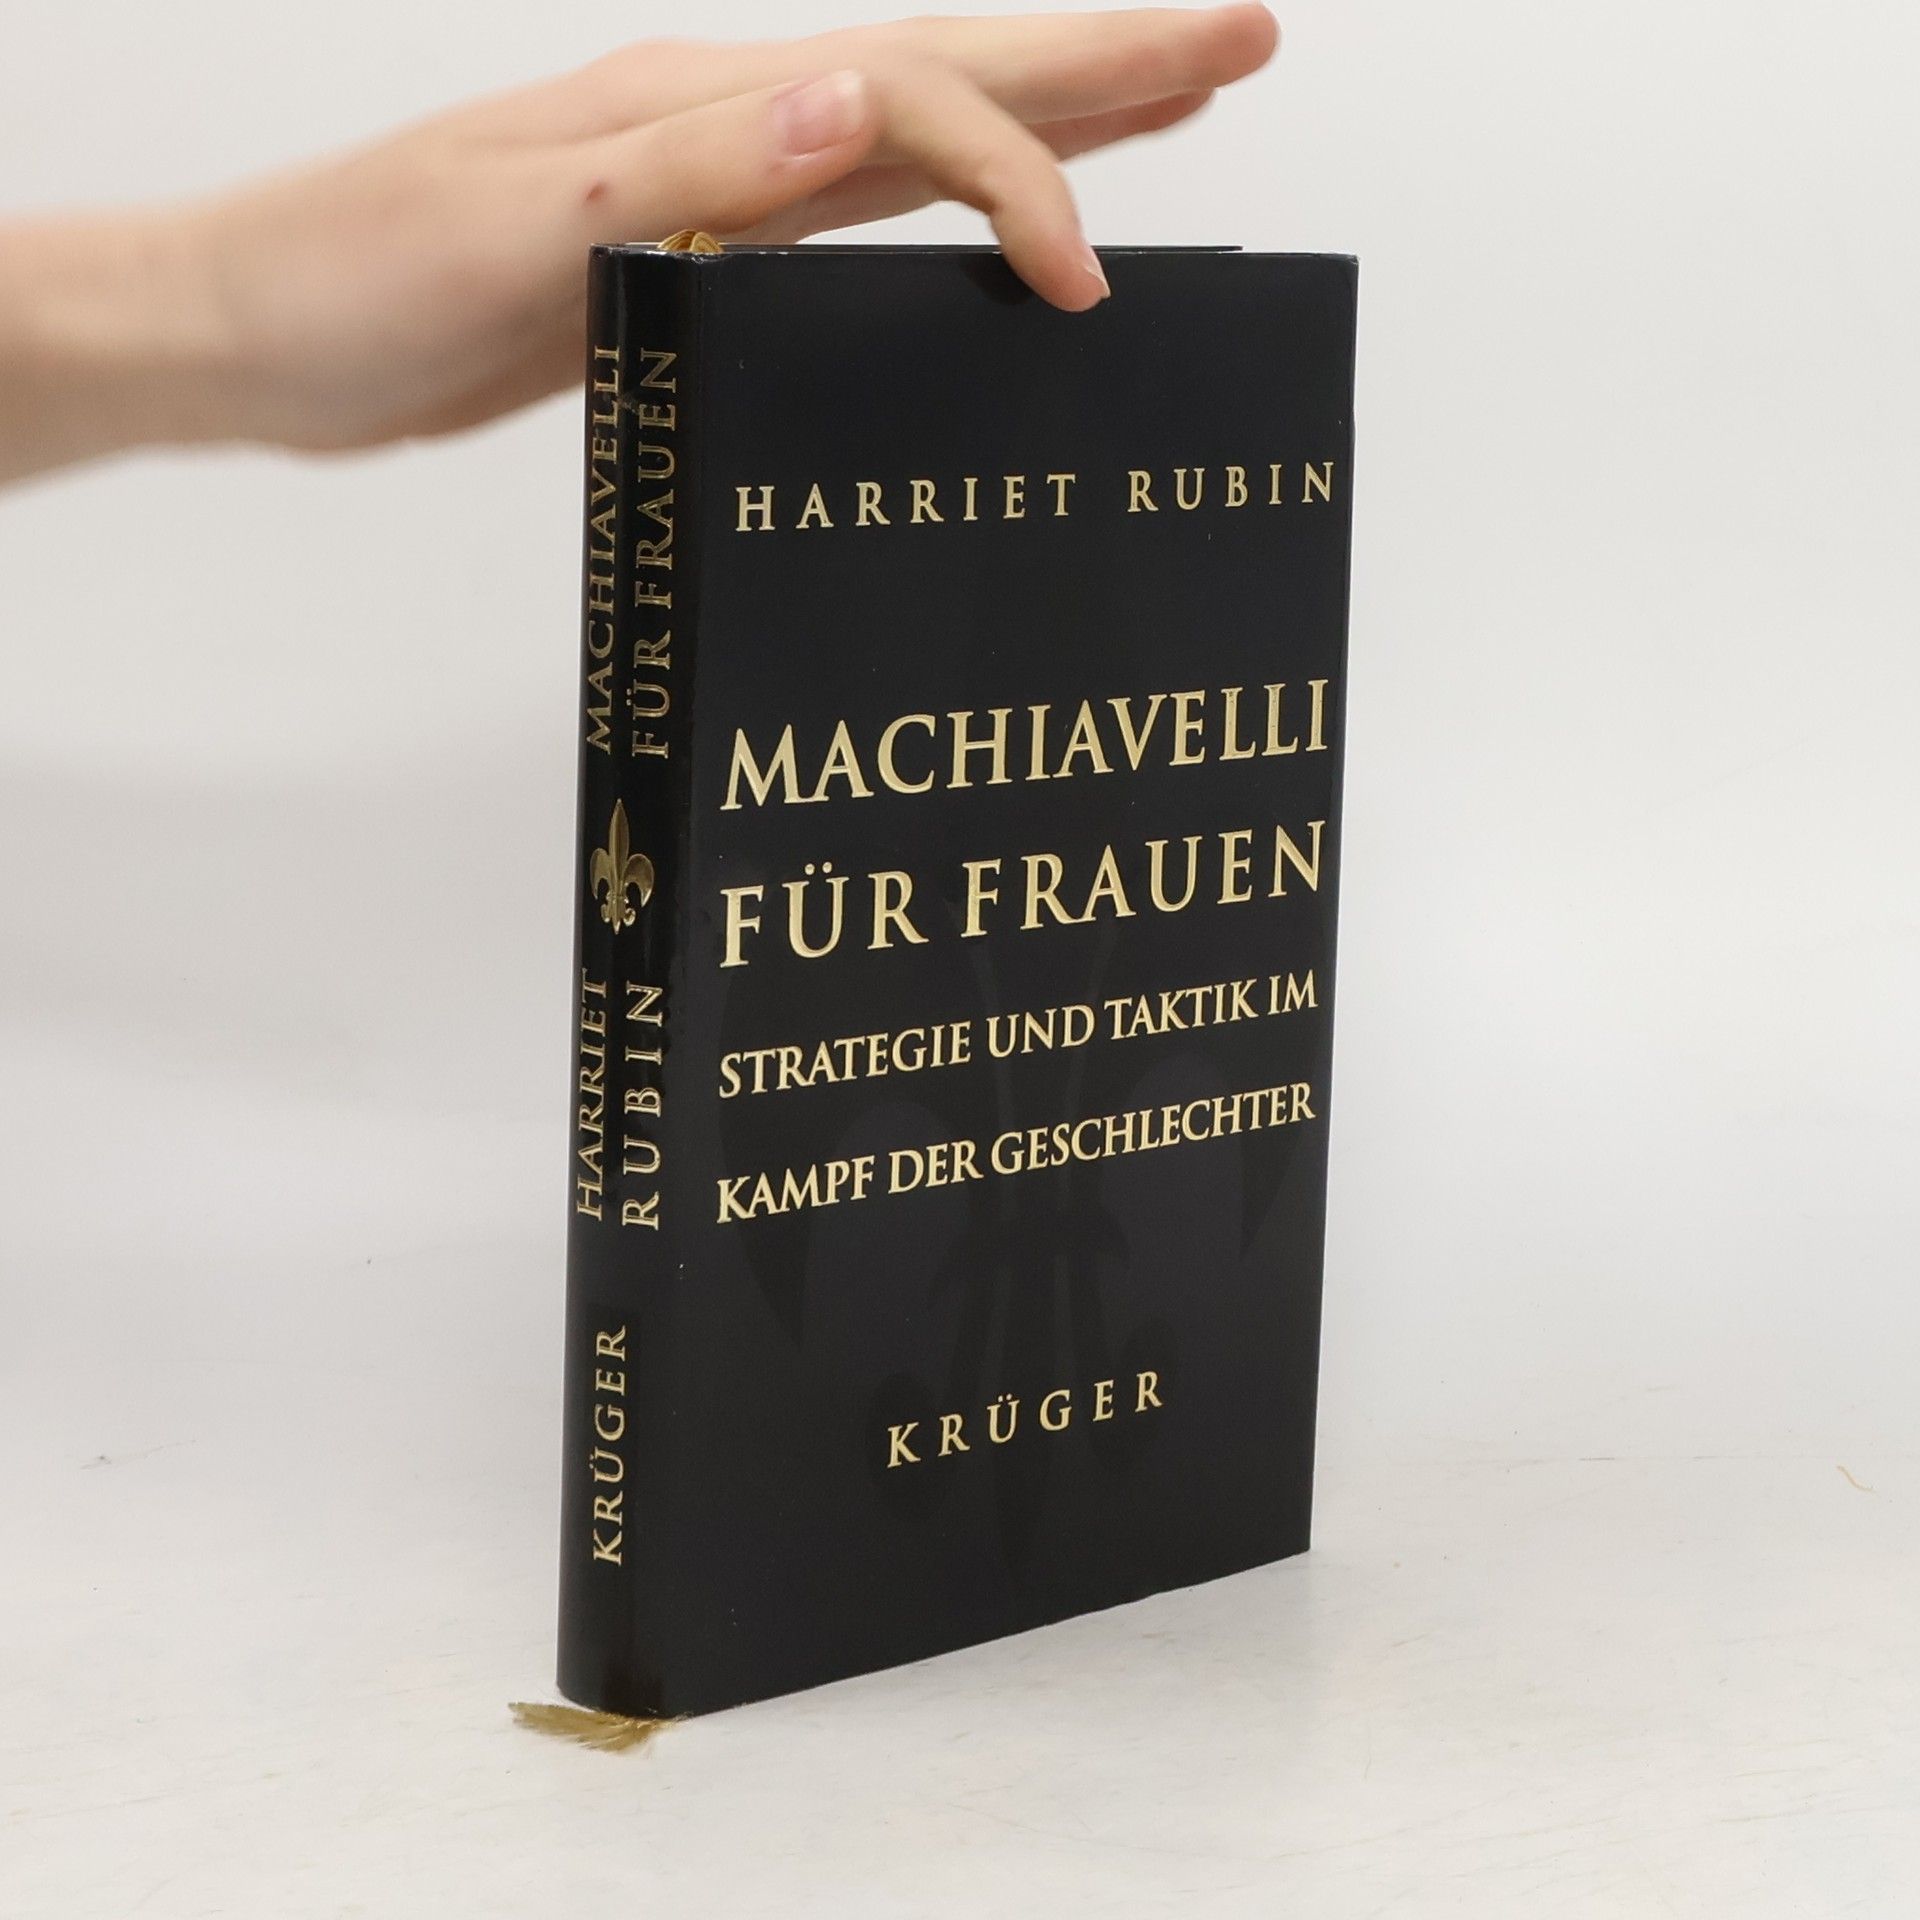 MACHIAVELLI
FÜR FRAUEN
HARRIET
RUBIN
KRÜGER
HARRIET RUBIN
MACHIAVELLI
FÜR FRAUEN
STRATEGIE UND TAKTIK IM
KAMPF DER GESCHLECHTER
KRÜGER